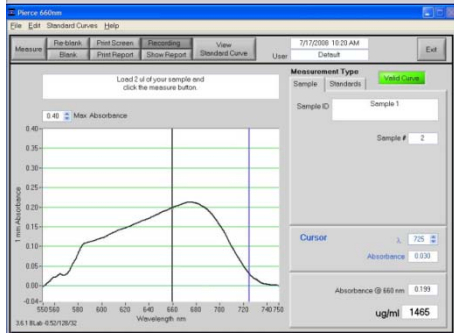 Pierce 660nm
File Edit Standard Curves Help
Measure
Re-blank
Print Screen
Recording
View
Standard Curve
Blank
Print Report
Show Report
7/17/2008 10:20 AM
User
Default
Exit
Load 2 ul of your sample and
click the measure button.
Measurement Type
Valid Curve
Sample Standards
Sample ID
Sample 1
Sample # 2
0.40 Max Absorbance
1 mm Absorbance
0.40
0.35
0.30
0.25
0.20
0.15
0.10
0.05
0.00
-0.04
550 560 580 600 620 640 660 680 700 720 740 750
Wavelength nm
Cursor
λ 725
Absorbance 0.030
Absorbance @ 660 nm 0.199
ug/ml 1465